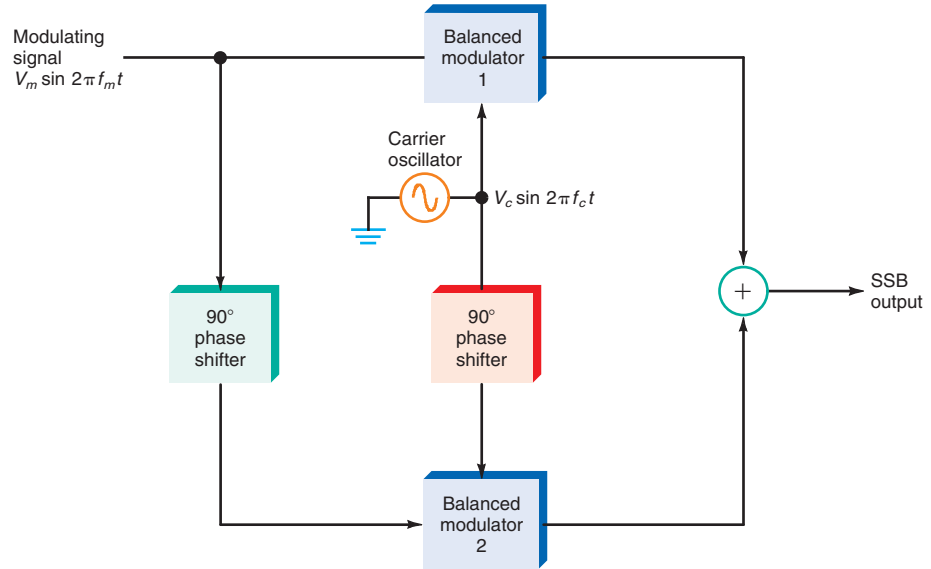 Modulating
signal
Vm sin 2πfmt
Balanced
modulator
1
Carrier
oscillator
Vc sin 2πfct
90°
phase
shifter
90°
phase
shifter
+
SSB
output
Balanced
modulator
2